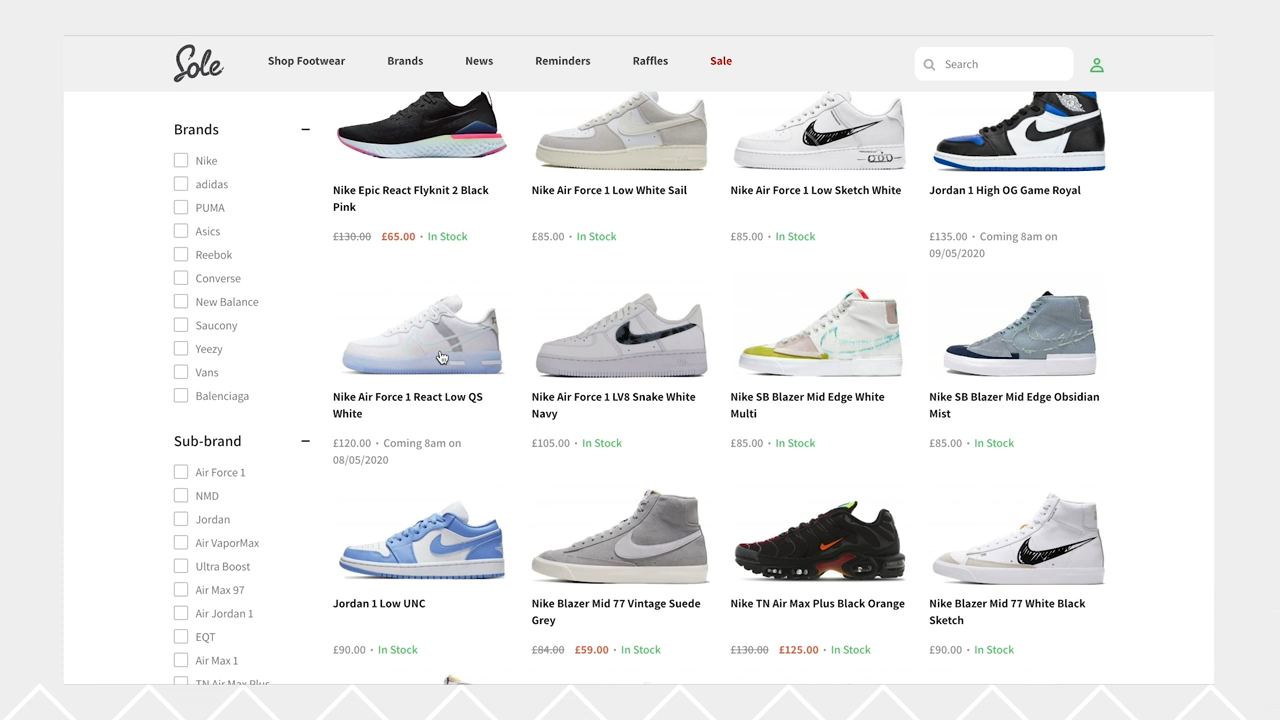 Sole
Shop Footwear
Brands
News
Reminders
Raffles
Sale
Search
Brands
Nike
adidas
PUMA
Asics
Reebok
Converse
New Balance
Saucony
Yeezy
Vans
Balenciaga
Sub-brand
Air Force 1
NMD
Jordan
Air VaporMax
Ultra Boost
Air Max 97
Air Jordan 1
EQT
Air Max 1
TN Air Max Plus
Nike Epic React Flyknit 2 Black
Pink
£130.00 £65.00 · In Stock
Nike Air Force 1 Low White Sail
£85.00 · In Stock
Nike Air Force 1 Low Sketch White
£85.00 · In Stock
Jordan 1 High OG Game Royal
£135.00 · Coming 8am on
09/05/2020
Nike Air Force 1 React Low QS
White
£120.00 · Coming 8am on
08/05/2020
Nike Air Force 1 LV8 Snake White
Navy
£105.00 · In Stock
Nike SB Blazer Mid Edge White
Multi
£85.00 · In Stock
Nike SB Blazer Mid Edge Obsidian
Mist
£85.00 · In Stock
Jordan 1 Low UNC
£90.00 · In Stock
Nike Blazer Mid 77 Vintage Suede
Grey
£84.00 £59.00 · In Stock
Nike TN Air Max Plus Black Orange
£130.00 £125.00 · In Stock
Nike Blazer Mid 77 White Black
Sketch
£90.00 · In Stock